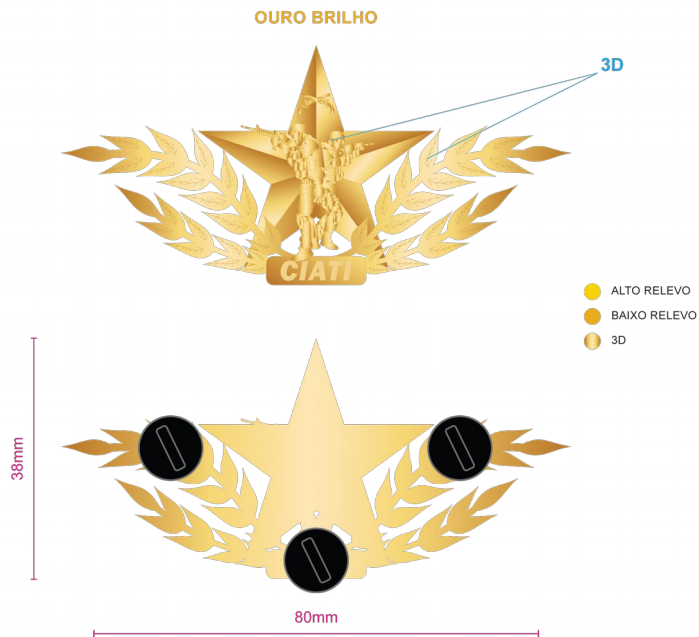 OURO BRILHO
3D
CIATI
ALTO RELEVO
BAIXO RELEVO
3D
38mm
80mm